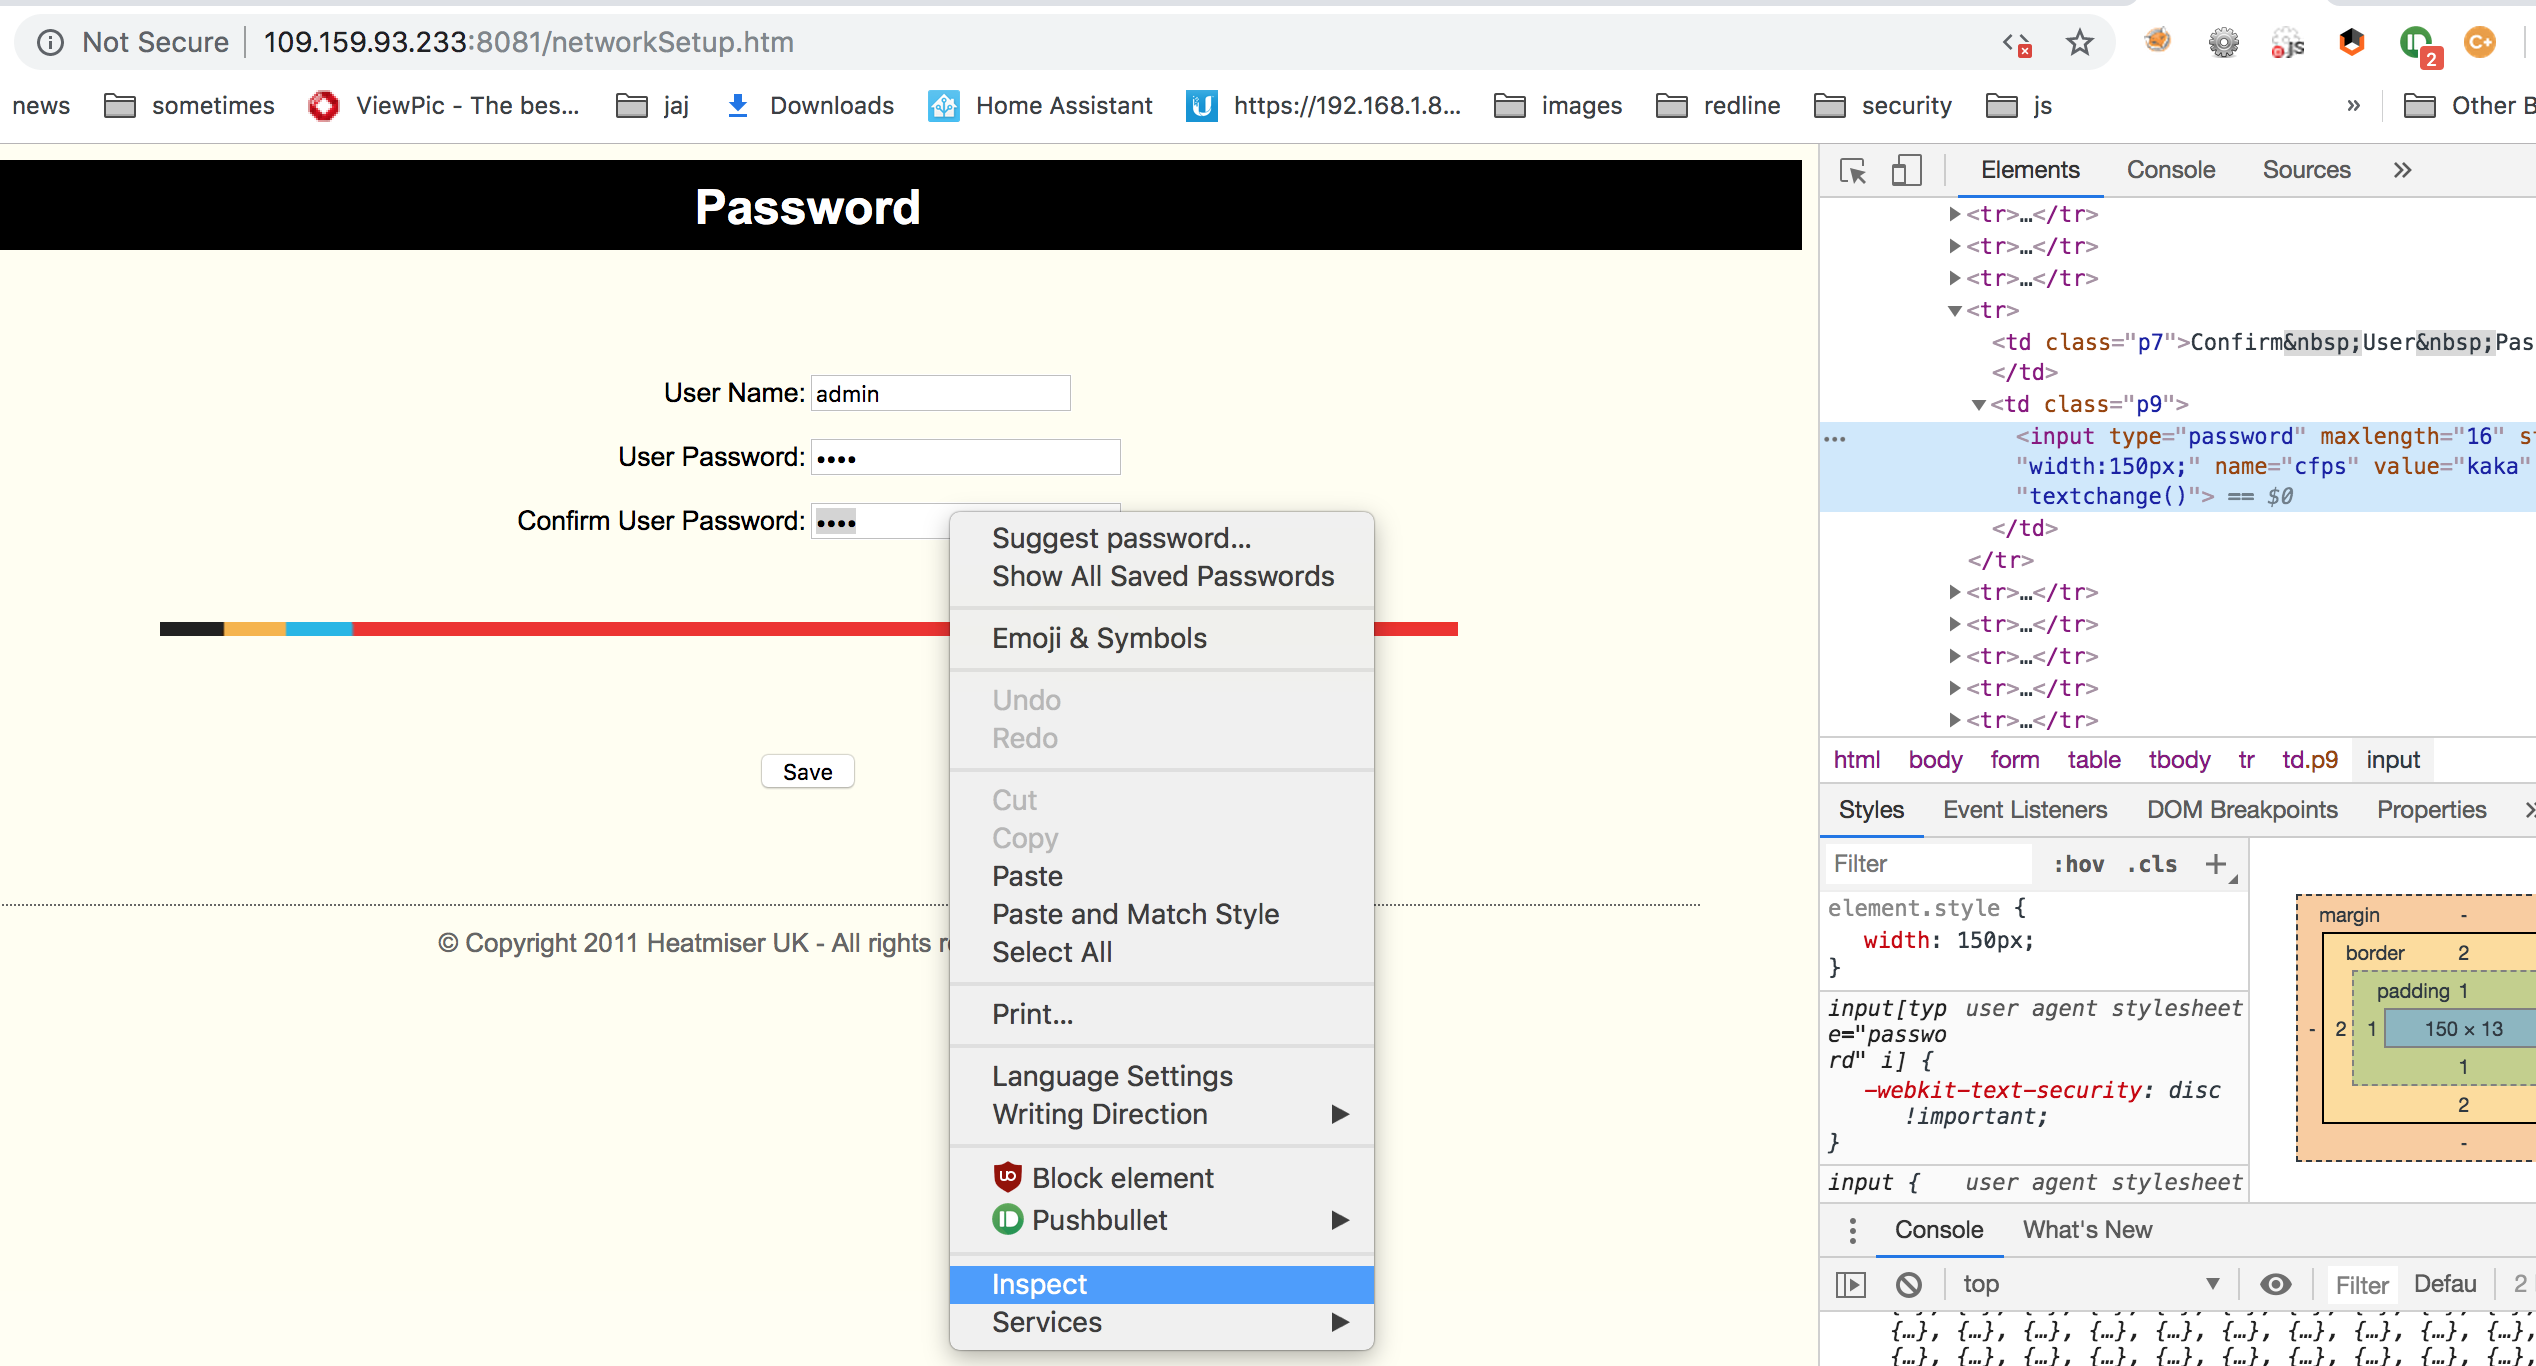 Not Secure 109.159.93.233:8081/networkSetup.htm
2
news sometimes ViewPic - The bes... jaj Downloads Home Assistant https://192.168.1.8... images redline security js » Other B
Password
User Name: admin
User Password: ••••
Confirm User Password: ••••
Save
© Copyright 2011 Heatmiser UK - All rights
Suggest password...
Show All Saved Passwords
Emoji & Symbols
Undo
Redo
Cut
Copy
Paste
Paste and Match Style
Select All
Print...
Language Settings
Writing Direction
Block element
Pushbullet
Inspect
Services
Elements Console Sources »
<tr>…</tr>
<tr>…</tr>
<tr>…</tr>
<tr>
<td class="p7">Confirm&nbsp;User&nbsp;Pas
</td>
<td class="p9">
<input type="password" maxlength="16" st
"width:150px;" name="cfps" value="kaka"
"textchange()"> == $0
</td>
</tr>
<tr>…</tr>
<tr>…</tr>
<tr>…</tr>
<tr>…</tr>
<tr>…</tr>
html body form table tbody tr td.p9 input
Styles Event Listeners DOM Breakpoints Properties »
Filter :hov .cls +
element.style {
width: 150px;
}
input[typ user agent stylesheet
e="passwo
rd" i] {
-webkit-text-security: disc
!important;
}
input { user agent stylesheet
margin -
border 2
padding 1
- 2 1 150 × 13
1
2
-
Console What's New
top Filter Defau 2
{…}, {…}, {…}, {…}, {…}, {…}, {…}, {…}, {…}, {…},
{…}, {…}, {…}, {…}, {…}, {…}, {…}, {…}, {…}, {…},